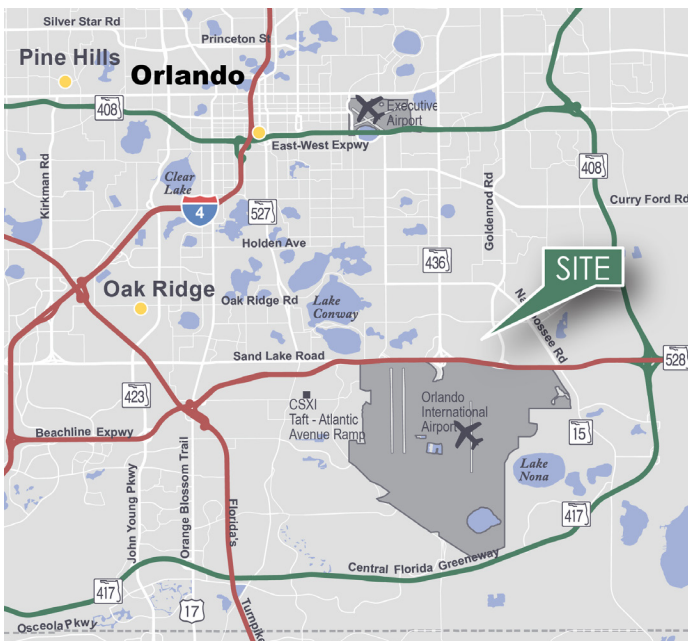 Silver Star Rd
Princeton St
Pine Hills
Orlando
408
Executive
Airport
East-West Expwy
Kirkman Rd
Clear
Lake
408
Curry Ford Rd
4
527
Goldenrod Rd
Holden Ave
436
SITE
Oak Ridge
Oak Ridge Rd
Lake
Conway
Sand Lake Road
528
423
CSXI
Taft - Atlantic
Avenue Ramp
Orlando
International
Airport
Beachline Expwy
15
Lake
Nona
John Young Pkwy
Orange Blossom Trail
Florida's
Turnpike
417
Central Florida Greeneway
417
17
Osceola Pkwy